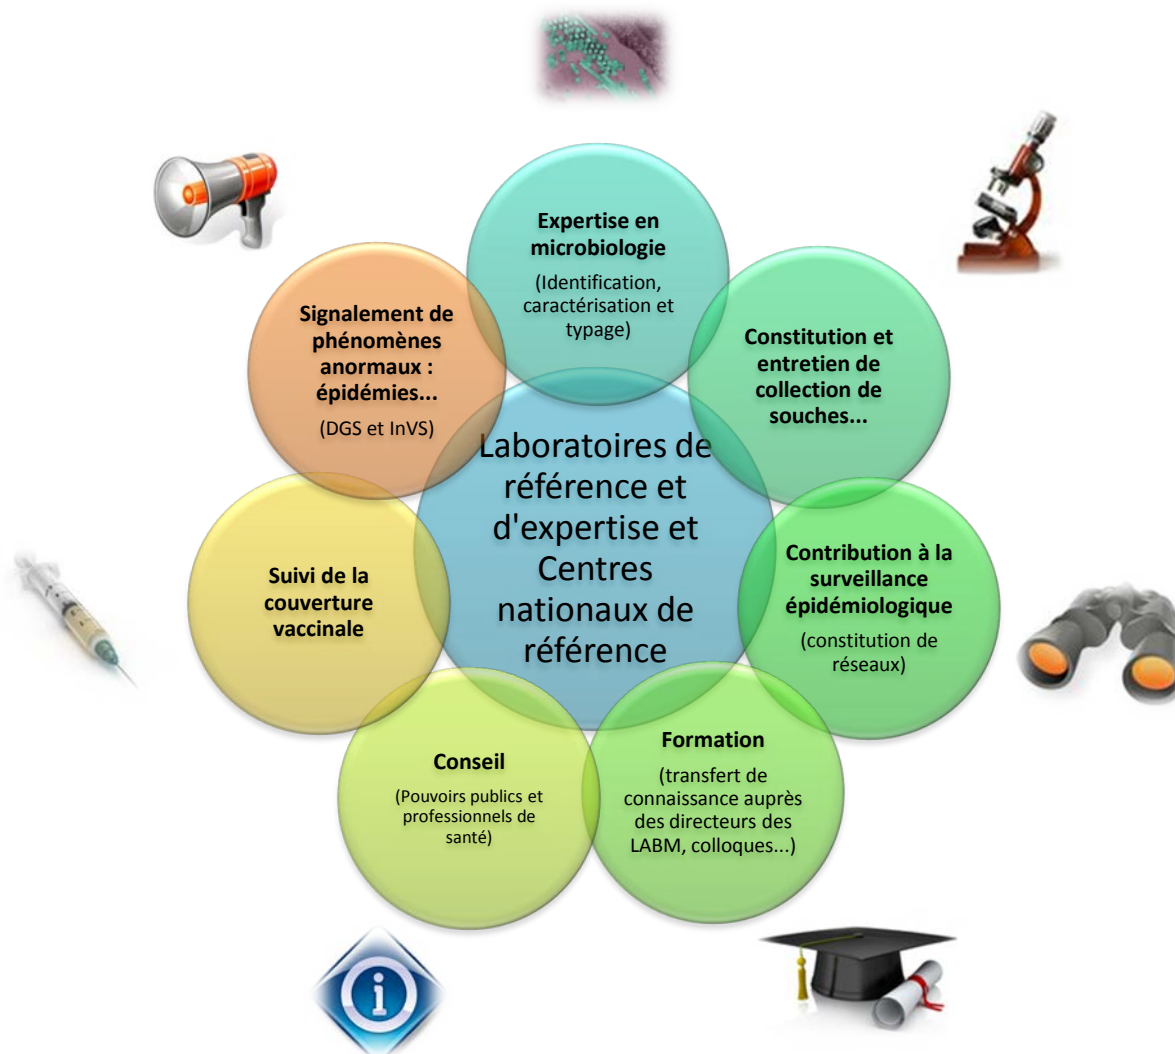 Expertise en
microbiologie
(Identification,
caractérisation et
typage)
Constitution et
entretien de
collection de
souches...
Contribution à la
surveillance
épidémiologique
(constitution de
réseaux)
Formation
(transfert de
connaissance auprès
des directeurs des
LABM, colloques...)
Conseil
(Pouvoirs publics et
professionnels de
santé)
Suivi de la
couverture
vaccinale
Signalement de
phénomènes
anormaux :
épidémies...
(DGS et InVS)
Laboratoires de
référence et
d'expertise et
Centres
nationaux de
référence